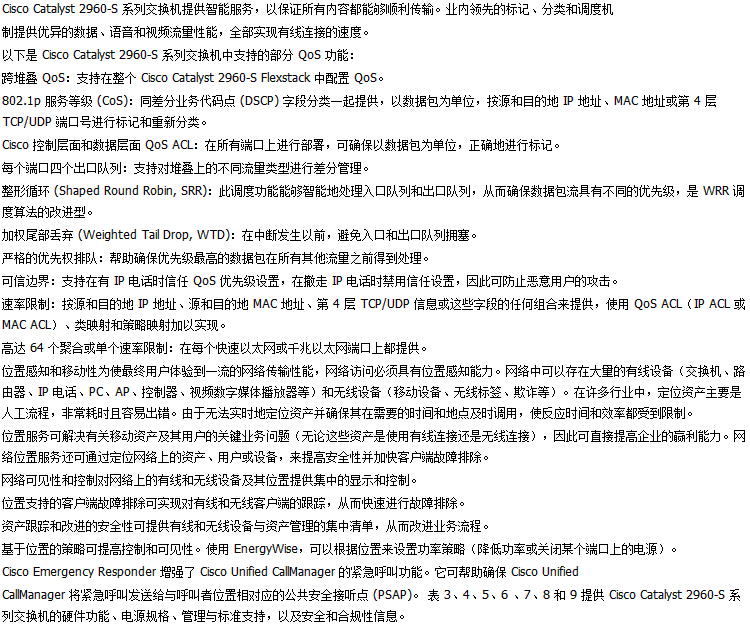 Cisco Catalyst 2960-S 系列交换机提供智能服务，以保证所有内容都能够顺利传输。业内领先的标记、分类和调度机
制提供优异的数据、语音和视频流量性能，全部实现有线连接的速度。
以下是 Cisco Catalyst 2960-S 系列交换机中支持的部分 QoS 功能：
跨堆叠 QoS：支持在整个 Cisco Catalyst 2960-S Flexstack 中配置 QoS。
802.1p 服务等级 (CoS)：同差分业务代码点 (DSCP) 字段分类一起提供，以数据包为单位，按源和目的地 IP 地址、MAC 地址或第 4 层
TCP/UDP 端口号进行标记和重新分类。
Cisco 控制层面和数据层面 QoS ACL：在所有端口上进行部署，可确保以数据包为单位，正确地进行标记。
每个端口四个出口队列：支持对堆叠上的不同流量类型进行差分管理。
整形循环 (Shaped Round Robin, SRR)：此调度功能能够智能地处理入口队列和出口队列，从而确保数据包流具有不同的优先级，是 WRR 调
度算法的改进型。
加权尾部丢弃 (Weighted Tail Drop, WTD)：在中断发生以前，避免入口和出口队列拥塞。
严格的优先权排队：帮助确保优先级最高的数据包在所有其他流量之前得到处理。
可信边界：支持在有 IP 电话时信任 QoS 优先级设置，在撤走 IP 电话时禁用信任设置，因此可防止恶意用户的攻击。
速率限制：按源和目的地 IP 地址、源和目的地 MAC 地址、第 4 层 TCP/UDP 信息或这些字段的任何组合来提供，使用 QoS ACL（IP ACL 或
MAC ACL）、类映射和策略映射加以实现。
高达 64 个聚合或单个速率限制：在每个快速以太网或千兆以太网端口上都提供。
位置感知和移动性为使最终用户体验到一流的网络传输性能，网络访问必须具有位置感知能力。网络中可以存在大量的有线设备（交换机、路
由器、IP 电话、PC、AP、控制器、视频数字媒体播放器等）和无线设备（移动设备、无线标签、欺诈等）。在许多行业中，定位资产主要是
人工流程，非常耗时且容易出错。由于无法实时地定位资产并确保其在需要的时间和地点及时调用，使反应时间和效率都受到限制。
位置服务可解决有关移动资产及其用户的关键业务问题（无论这些资产是使用有线连接还是无线连接），因此可直接提高企业的赢利能力。网
络位置服务还可通过定位网络上的资产、用户或设备，来提高安全性并加快客户端故障排除。
网络可见性和控制对网络上的有线和无线设备及其位置提供集中的显示和控制。
位置支持的客户端故障排除可实现对有线和无线客户端的跟踪，从而快速进行故障排除。
资产跟踪和改进的安全性可提供有线和无线设备与资产管理的集中清单，从而改进业务流程。
基于位置的策略可提高控制和可见性。使用 EnergyWise，可以根据位置来设置功率策略（降低功率或关闭某个端口上的电源）。
Cisco Emergency Responder 增强了 Cisco Unified CallManager 的紧急呼叫功能。它可帮助确保 Cisco Unified
CallManager 将紧急呼叫发送给与呼叫者位置相对应的公共安全接听点 (PSAP)。 表 3、4、5、6 、7、8 和 9 提供 Cisco Catalyst 2960-S 系
列交换机的硬件功能、电源规格、管理与标准支持，以及安全和合规性信息。